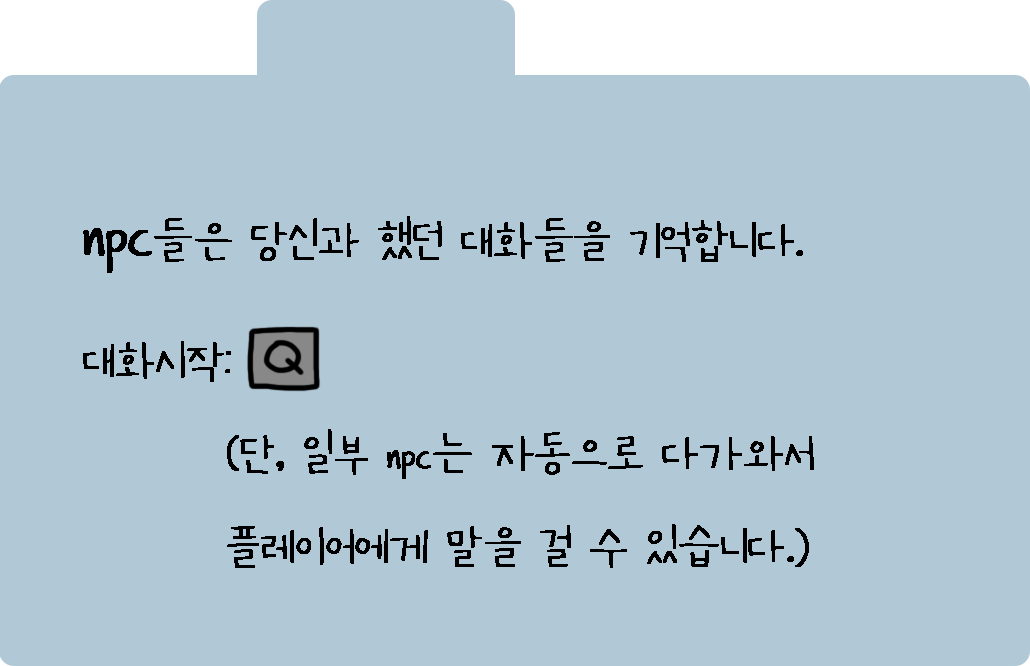 npc들은 당신과 했던 대화들을 기억합니다.
대화시작: Q
(단, 일부 npc는 자동으로 다가와서
플레이어에게 말을 걸 수 있습니다.)